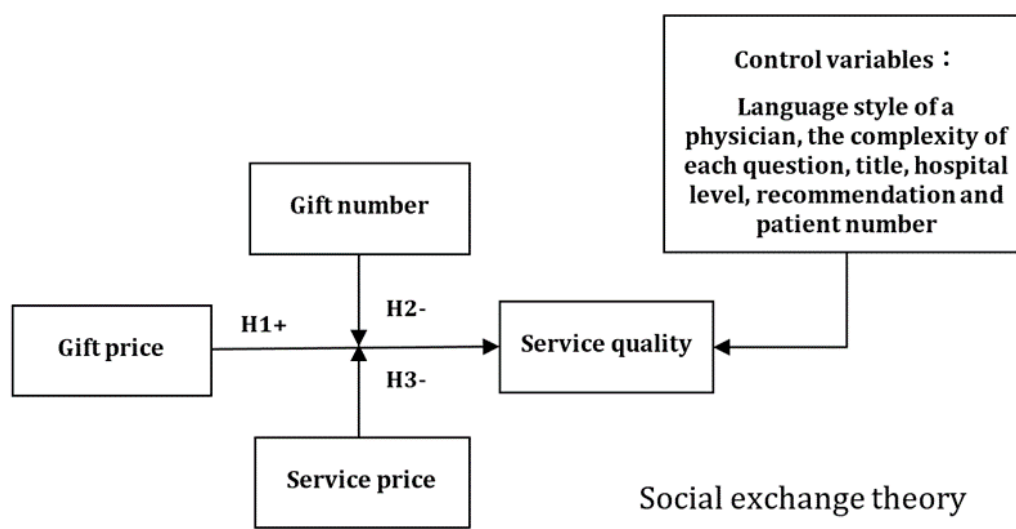 Control variables：
Language style of a
physician, the complexity of
each question, title, hospital
level, recommendation and
patient number
Gift number
H1+
H2-
Gift price
Service quality
H3-
Service price
Social exchange theory